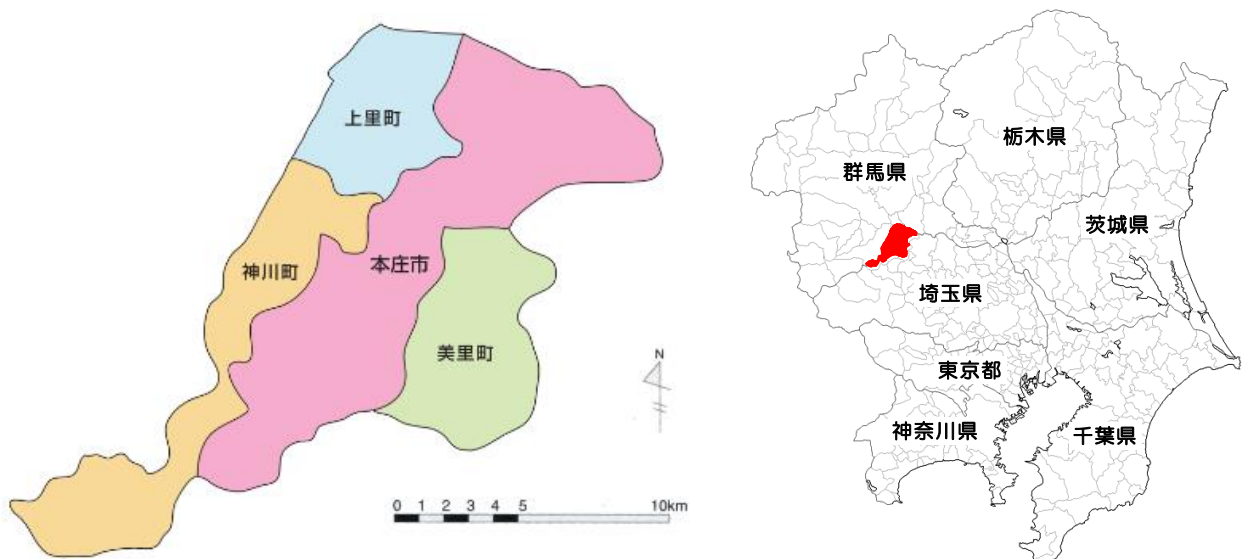 上里町
神川町
本庄市
美里町
N
0 1 2 3 4 5 10km
栃木県
群馬県
茨城県
埼玉県
東京都
神奈川県
千葉県